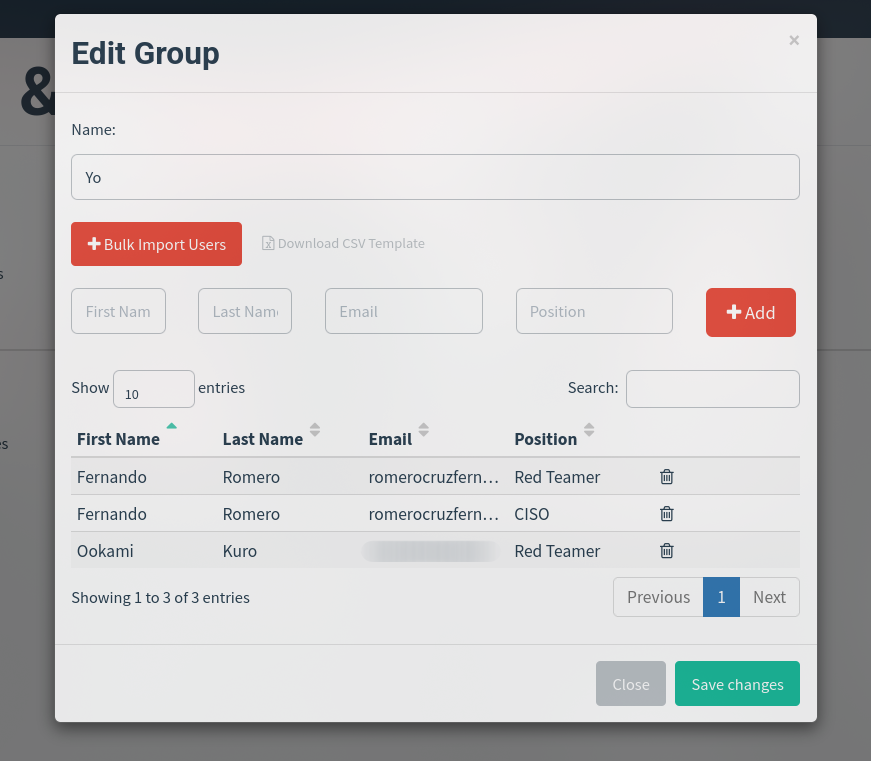 Edit Group
×
&
Name:
Yo
Bulk Import Users Download CSV Template
s
First Nam Last Nam Email Position Add
Show 10 entries Search:
First Name Last Name Email Position
es
Fernando Romero romerocruzfern... Red Teamer
Fernando Romero romerocruzfern... CISO
Ookami Kuro Red Teamer
Showing 1 to 3 of 3 entries Previous 1 Next
Close Save changes